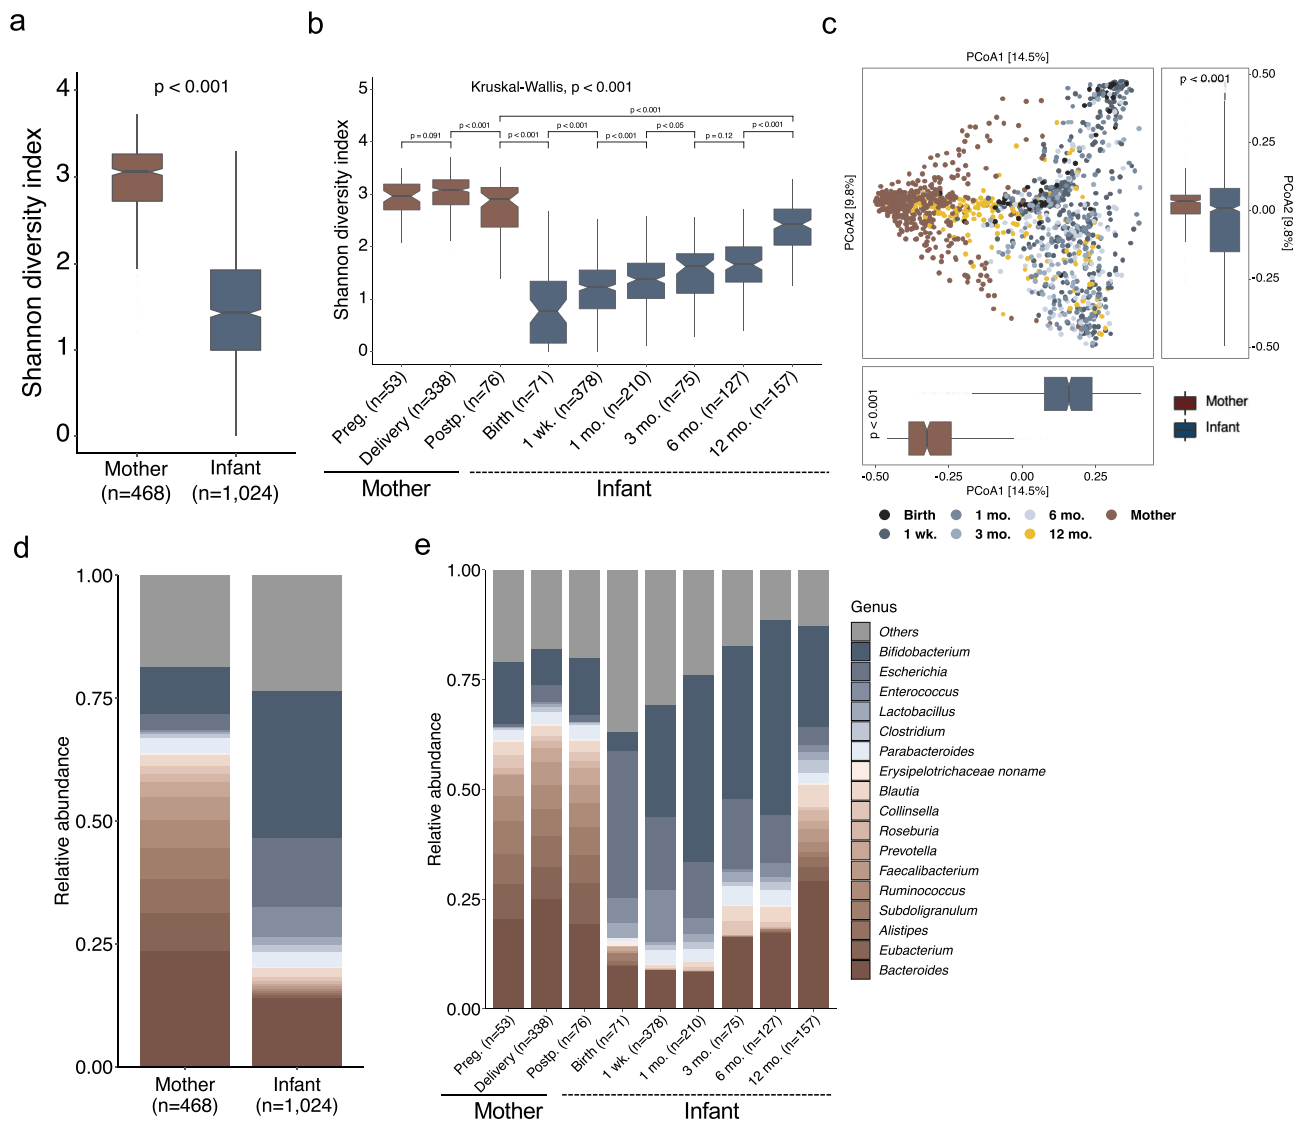 a
Shannon diversity index
4
3
2
1
0
p < 0.001
Mother
(n=468)
Infant
(n=1,024)
b
Shannon diversity index
5
4
3
2
1
0
Kruskal-Wallis, p < 0.001
p < 0.001
p = 0.091
p < 0.001
p < 0.001
p < 0.001
p < 0.001
p < 0.05
p = 0.12
p < 0.001
Preg. (n=53)
Delivery (n=338)
Postp. (n=76)
Birth (n=71)
1 wk. (n=378)
1 mo. (n=210)
3 mo. (n=75)
6 mo. (n=127)
12 mo. (n=157)
Mother
Infant
c
PCoA1 [14.5%]
PCoA2 [9.8%]
p < 0.001
0.50
0.25
0.00
-0.25
-0.50
PCoA2 [9.8%]
p < 0.001
-0.50
-0.25
0.00
0.25
PCoA1 [14.5%]
Mother
Infant
Birth
1 mo.
6 mo.
Mother
1 wk.
3 mo.
12 mo.
d
Relative abundance
1.00
0.75
0.50
0.25
0.00
Mother
(n=468)
Infant
(n=1,024)
e
Relative abundance
1.00
0.75
0.50
0.25
0.00
Preg. (n=53)
Delivery (n=338)
Postp. (n=76)
Birth (n=71)
1 wk. (n=378)
1 mo. (n=210)
3 mo. (n=75)
6 mo. (n=127)
12 mo. (n=157)
Mother
Infant
Genus
Others
Bifidobacterium
Escherichia
Enterococcus
Lactobacillus
Clostridium
Parabacteroides
Erysipelotrichaceae noname
Blautia
Collinsella
Roseburia
Prevotella
Faecalibacterium
Ruminococcus
Subdoligranulum
Alistipes
Eubacterium
Bacteroides